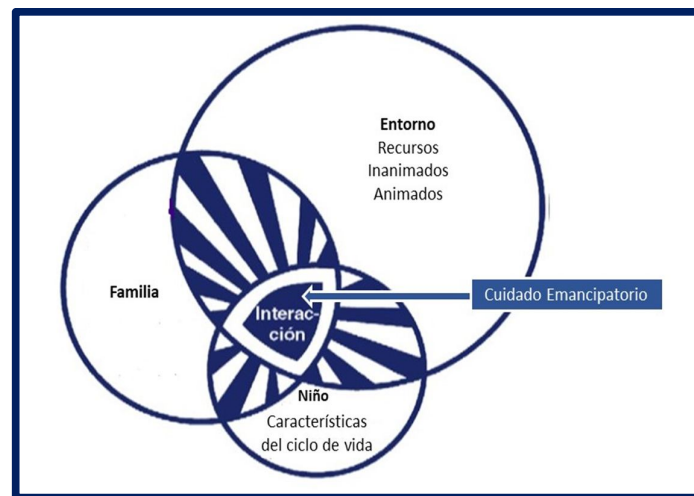 Entorno
Recursos
Inanimados
Animados
Familia
Cuidado Emancipatorio
Interac-
ción
Niño
Características
del ciclo de vida